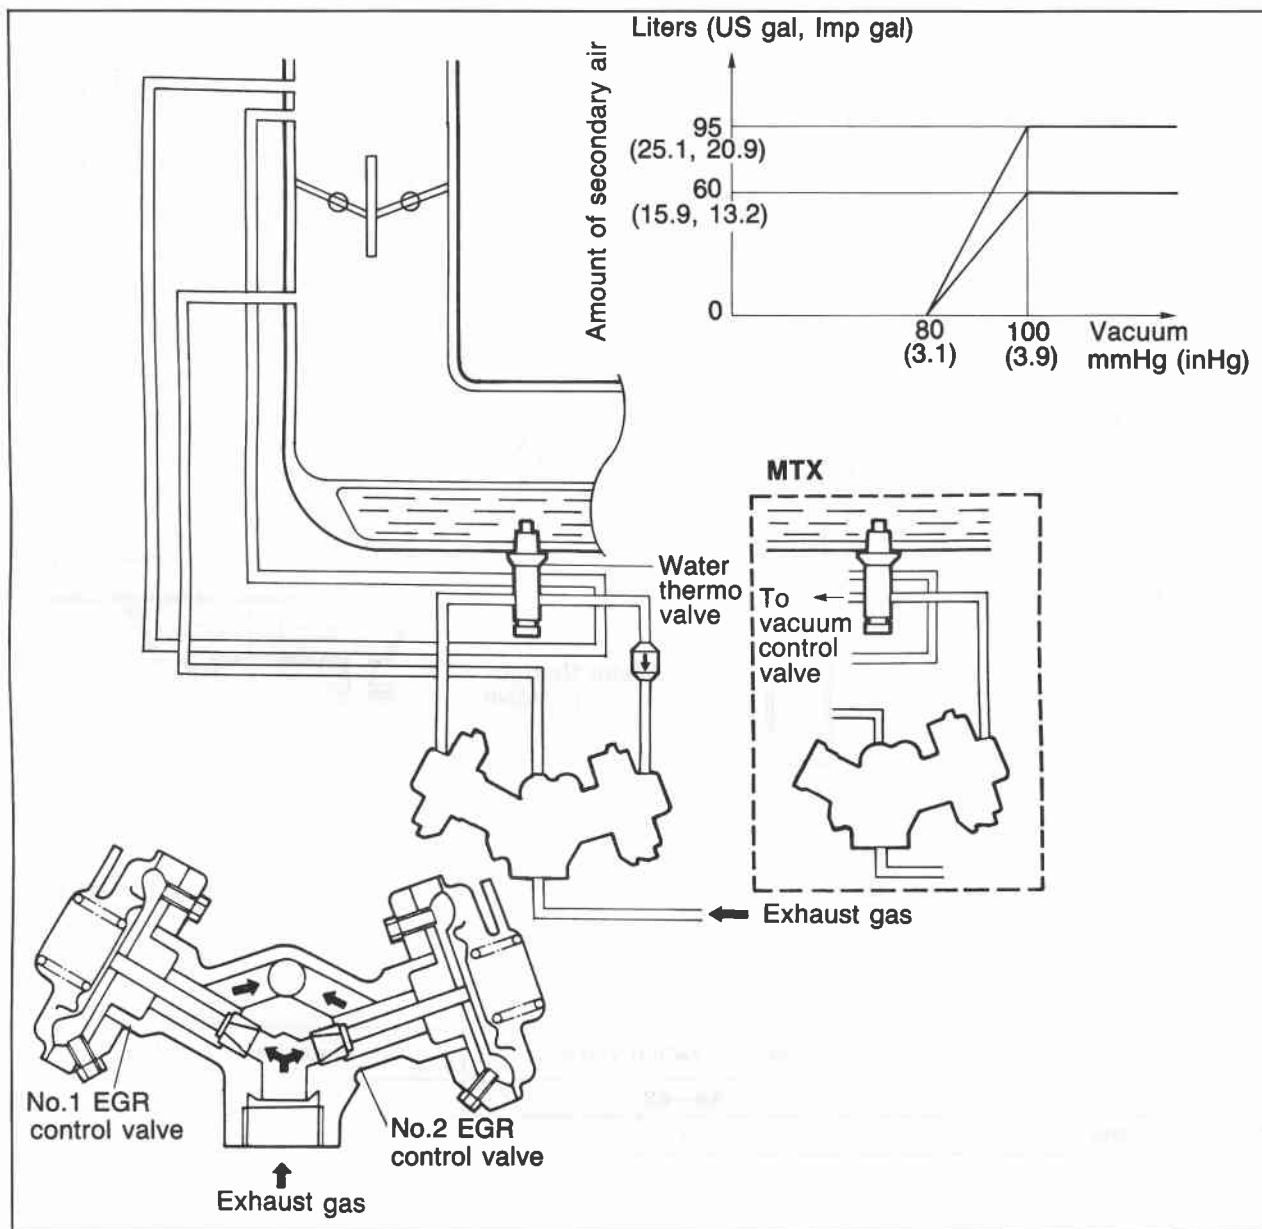 Liters (US gal, Imp gal)
Amount of secondary air
95
(25.1, 20.9)
60
(15.9, 13.2)
0
80
(3.1)
100
(3.9)
Vacuum
mmHg (inHg)
MTX
Water
thermo
valve
To
vacuum
control
valve
Exhaust gas
No.1 EGR
control valve
No.2 EGR
control valve
Exhaust gas